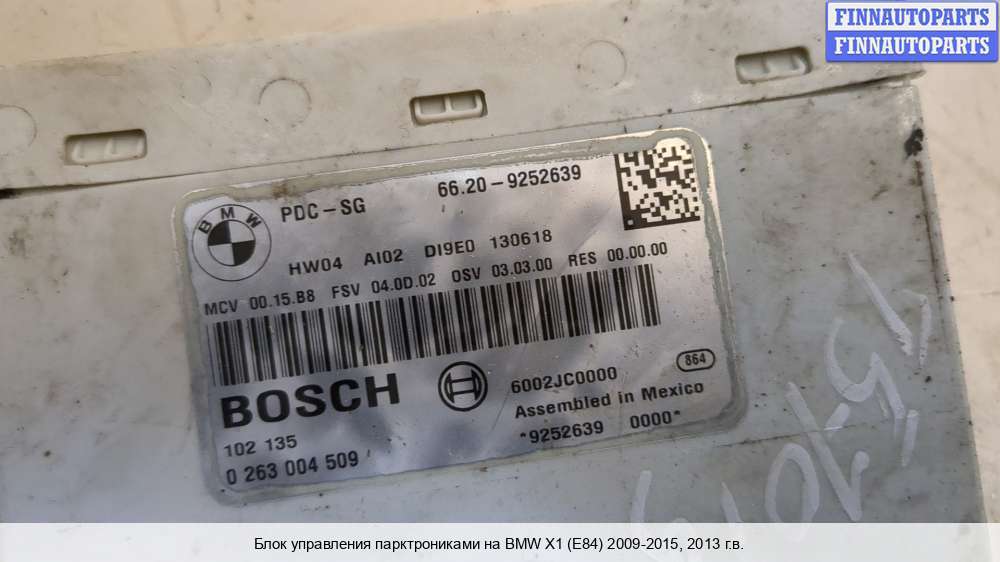 FINNAUTOPARTS
FINNAUTOPARTS
BMW
PDC-SG 66.20-9252639
HW04 AI02 DI9E0 130618
MCV 00.15.B8 FSV 04.0D.02 OSV 03.03.00 RES 00.00.00
BOSCH
6002JC0000 864
Assembled in Mexico
102 135
*9252639 0000*
0 263 004 509
Блок управления парктрониками на BMW X1 (E84) 2009-2015, 2013 г.в.